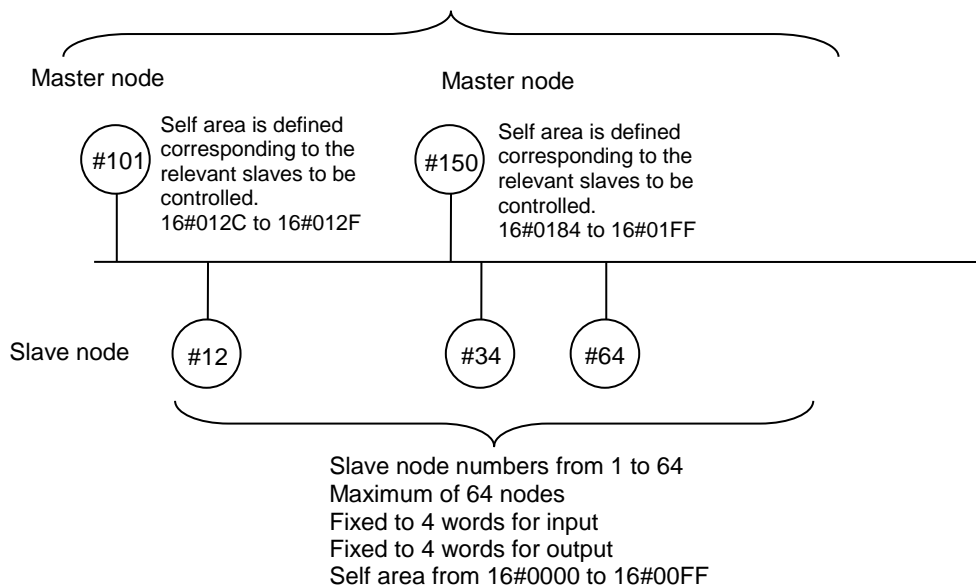 Master node
Master node
#101
Self area is defined
corresponding to the
relevant slaves to be
controlled.
16#012C to 16#012F
#150
Self area is defined
corresponding to the
relevant slaves to be
controlled.
16#0184 to 16#01FF
Slave node
#12
#34
#64
Slave node numbers from 1 to 64
Maximum of 64 nodes
Fixed to 4 words for input
Fixed to 4 words for output
Self area from 16#0000 to 16#00FF